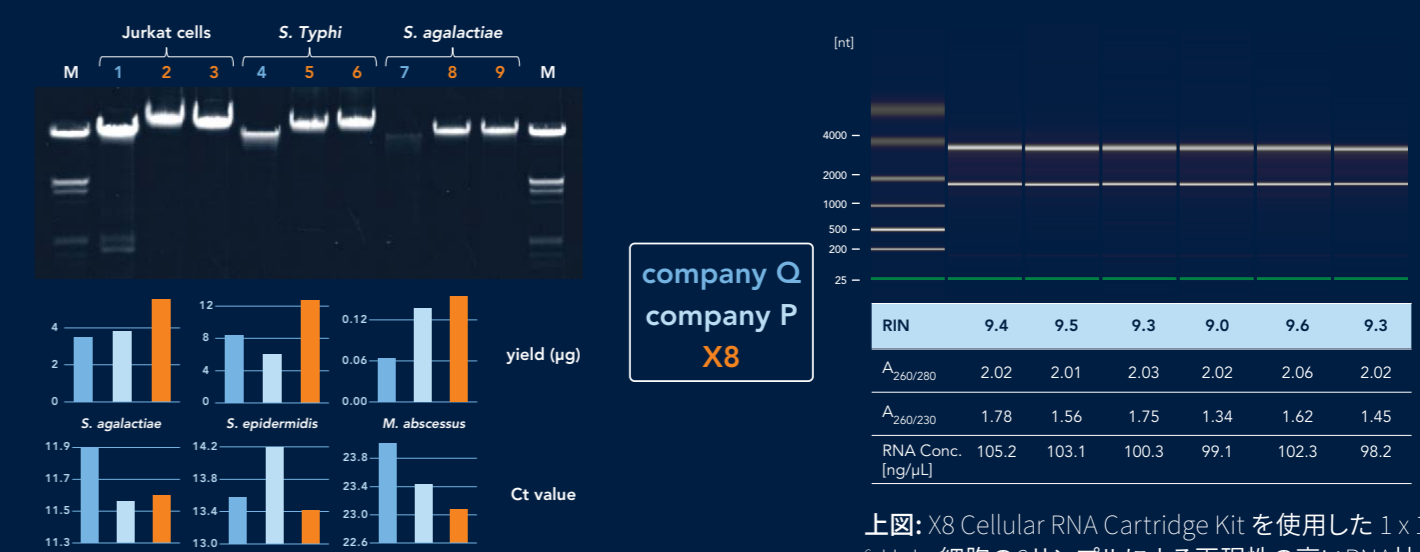 Jurkat cells S. Typhi S. agalactiae
M 1 2 3 4 5 6 7 8 9 M
4
2
0
12
8
4
0
0.12
0.06
0.00
yield (µg)
S. agalactiae S. epidermidis M. abscessus
11.9
11.7
11.5
11.3
14.2
13.8
13.4
13.0
23.8
23.4
23.0
22.6
Ct value
company Q
company P
X8
[nt]
4000
2000
1000
500
200
25
RIN 9.4 9.5 9.3 9.0 9.6 9.3
A260/280 2.02 2.01 2.03 2.02 2.06 2.02
A260/230 1.78 1.56 1.75 1.34 1.62 1.45
RNA Conc. 105.2 103.1 100.3 99.1 102.3 98.2
[ng/µL]
上図: X8 Cellular RNA Cartridge Kit を使用した 1 x